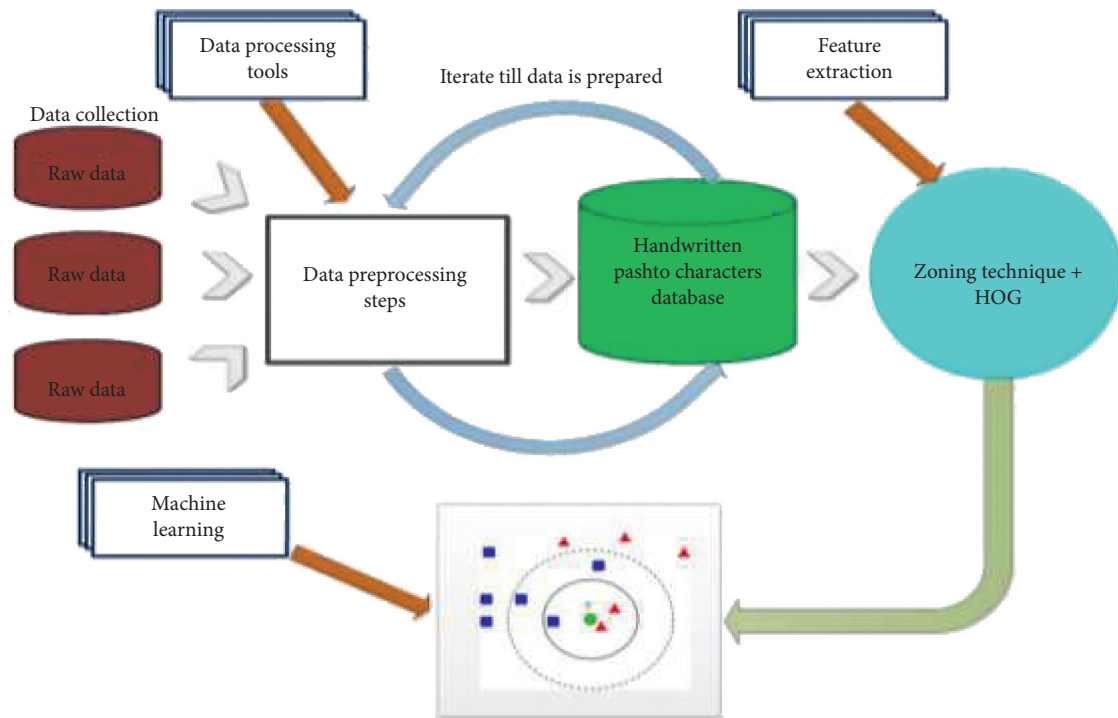 Data processing
tools
Iterate till data is prepared
Feature
extraction
Data collection
Raw data
Raw data
Raw data
Data preprocessing
steps
Handwritten
pashto characters
database
Zoning technique +
HOG
Machine
learning